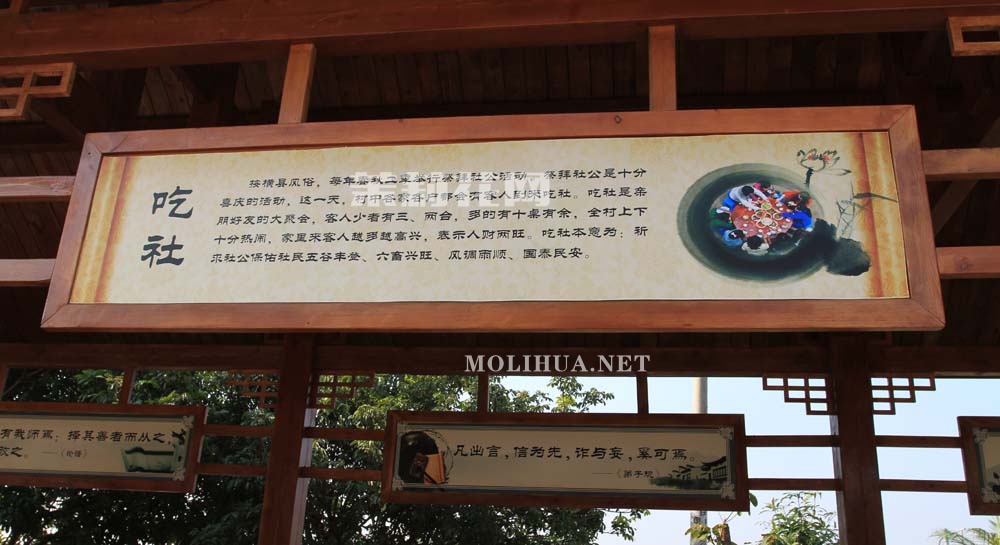 吃社
按横县风俗，每年春秋二季举行祭拜社公活动，祭拜社公是十分
喜庆的活动，这一天，村中各家各户都会有客人到来吃社。吃社是亲
朋好友的大聚会，客人少者有三、两台，多的有十桌有余，全村上下
十分热闹，家里来客人越多越高兴，表示人财两旺。吃社本意为：祈
求社公保佑社民五谷丰登、六畜兴旺、风调雨顺、国泰民安。
MOLIHUA.NET
有我师焉；择其善者而从之，
改之。——《论语》
凡出言，信为先，诈与妄，奚可焉。
——《弟子规》